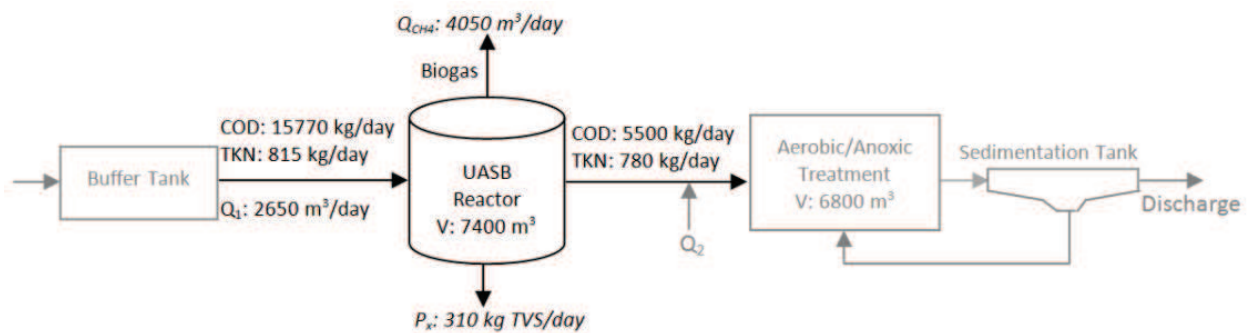 Q_CH4: 4050 m³/day
Biogas
COD: 15770 kg/day
TKN: 815 kg/day
Buffer Tank
Q₁: 2650 m³/day
UASB
Reactor
V: 7400 m³
COD: 5500 kg/day
TKN: 780 kg/day
Q₂
Aerobic/Anoxic
Treatment
V: 6800 m³
Sedimentation Tank
Discharge
Pₓ: 310 kg TVS/day